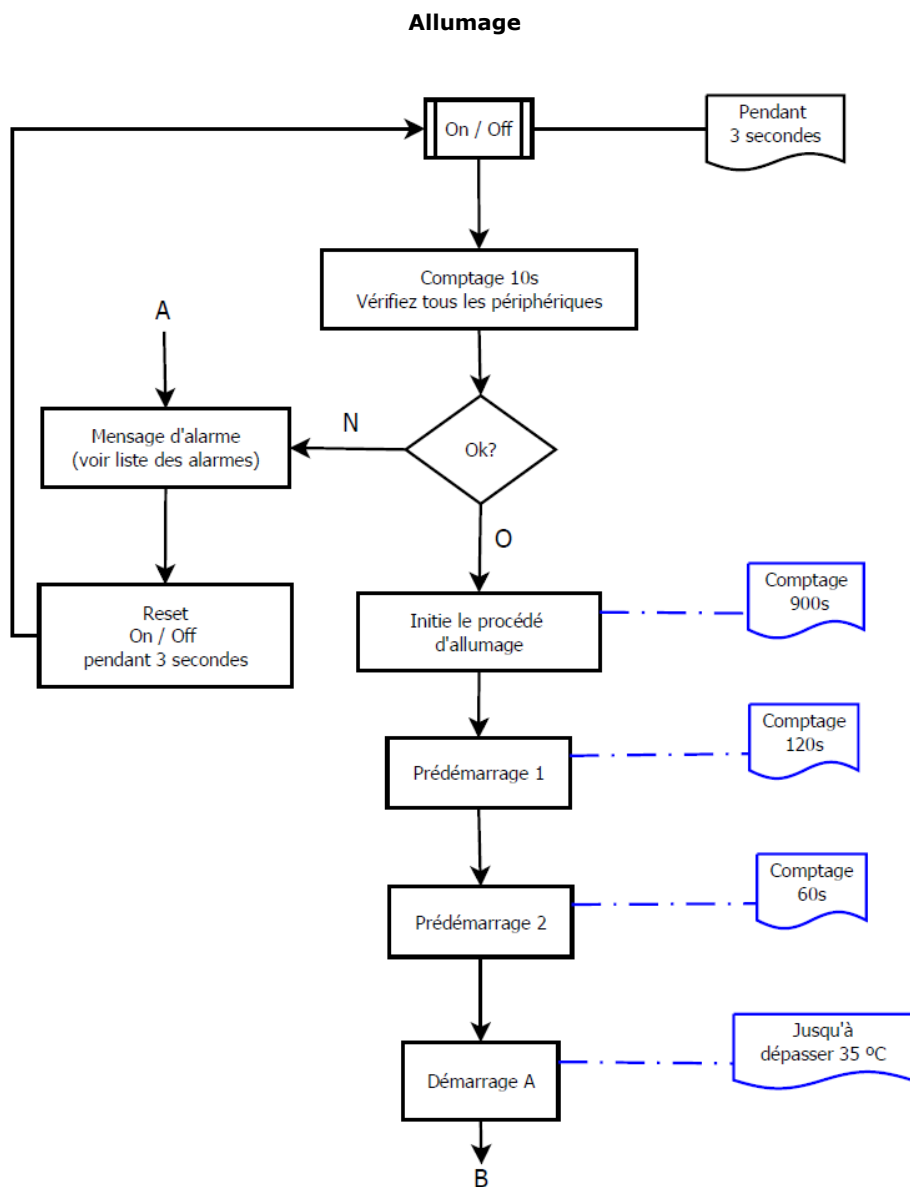 Allumage
On / Off
Pendant
3 secondes
Comptage 10s
Vérifiez tous les périphériques
A
Mensage d'alarme
(voir liste des alarmes)
N
Ok?
O
Reset
On / Off
pendant 3 secondes
Initie le procédé
d'allumage
Comptage
900s
Prédémarrage 1
Comptage
120s
Prédémarrage 2
Comptage
60s
Démarrage A
Jusqu'à
dépasser 35 ºC
B